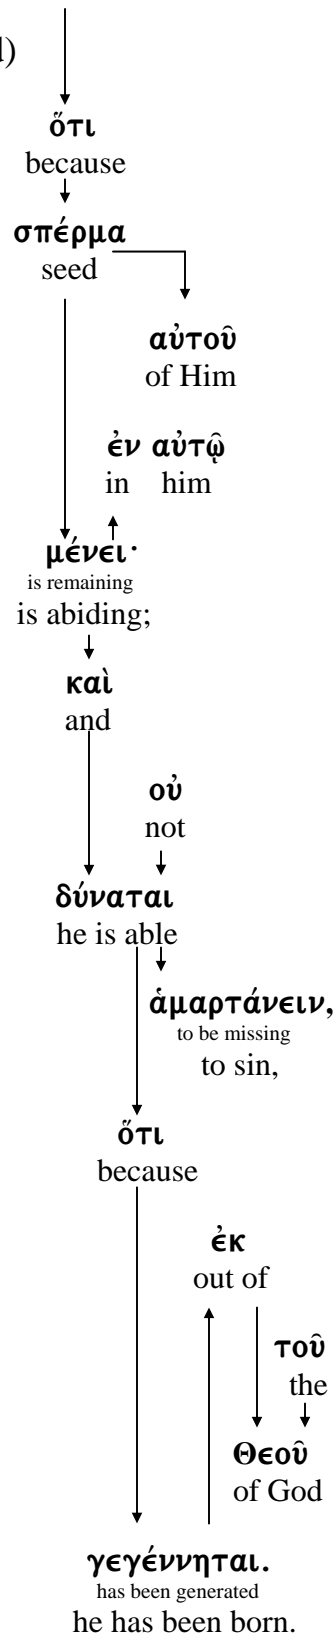 d)
ὅτι
because
σπέρμα
seed
αὐτοῦ
of Him
ἐν αὐτῷ
in him
μένει·
is remaining
is abiding;
καὶ
and
οὐ
not
δύναται
he is able
ἁμαρτάνειν,
to be missing
to sin,
ὅτι
because
ἐκ
out of
τοῦ
the
Θεοῦ
of God
γεγέννηται.
has been generated
he has been born.